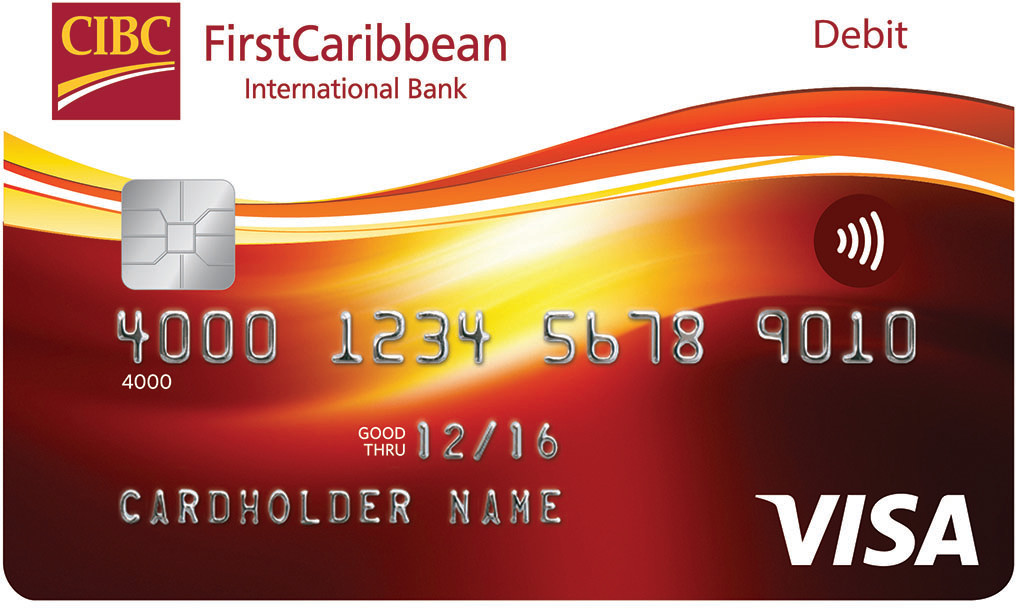 CIBC
FirstCaribbean
International Bank
Debit
4000 1234 5678 9010
4000
GOOD
THRU
12/16
CARDHOLDER NAME
VISA